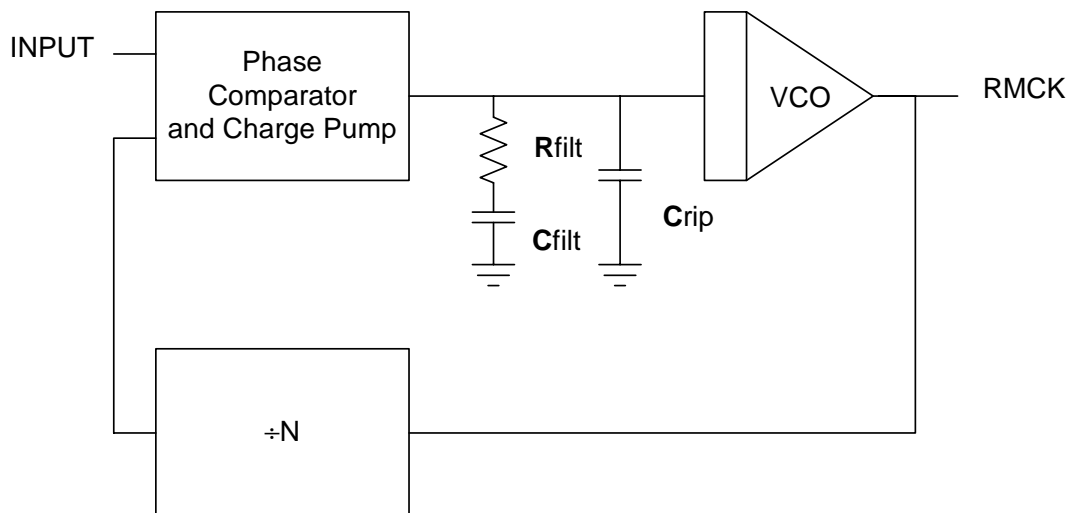 INPUT
Phase
Comparator
and Charge Pump
VCO
RMCK
Rfilt
Cfilt
Crip
÷N